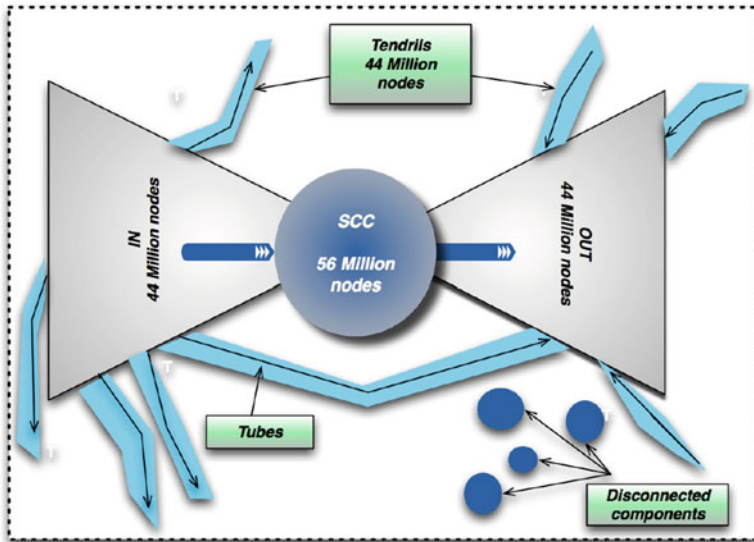 Tendrils
44 Million
nodes
T
IN
44 Million nodes
SCC
56 Million
nodes
OUT
44 Million nodes
T
T
T
Tubes
Disconnected
components